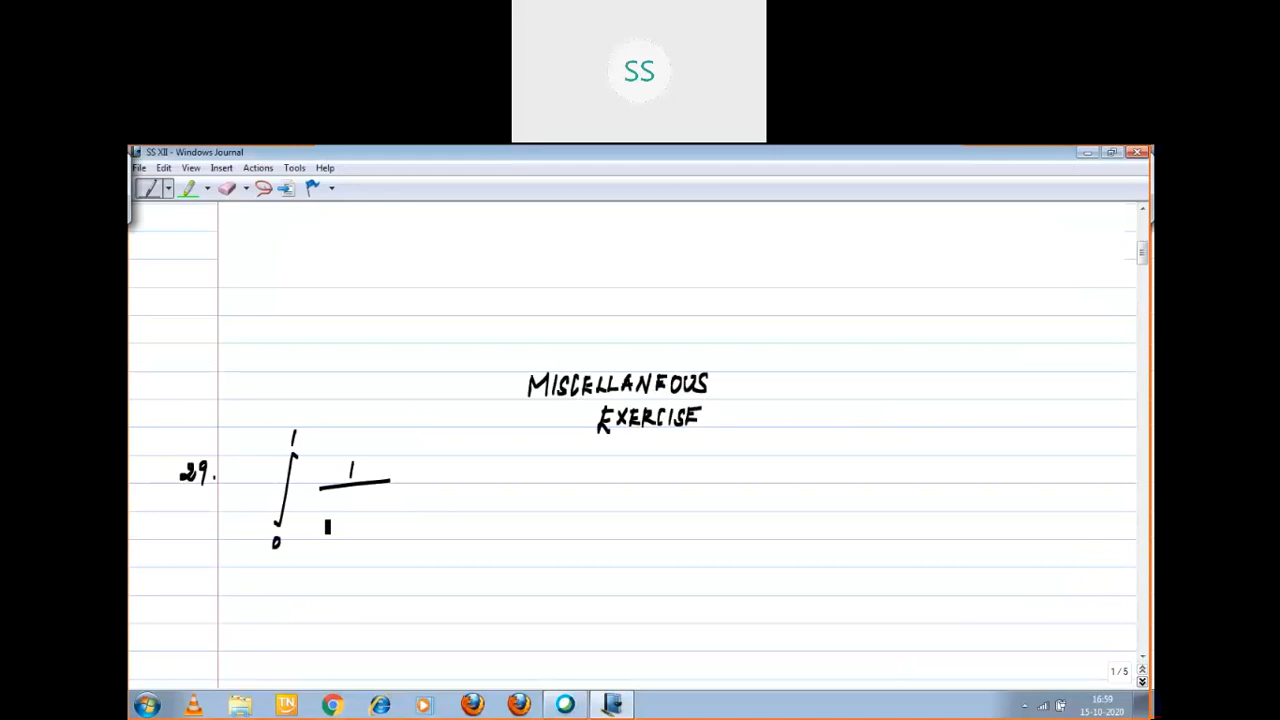 SS
SS XII - Windows Journal
File Edit View Insert Actions Tools Help
MISCELLANEOUS
EXERCISE
29.
1
0
1
1 / 5
TN
16:59
15-10-2020